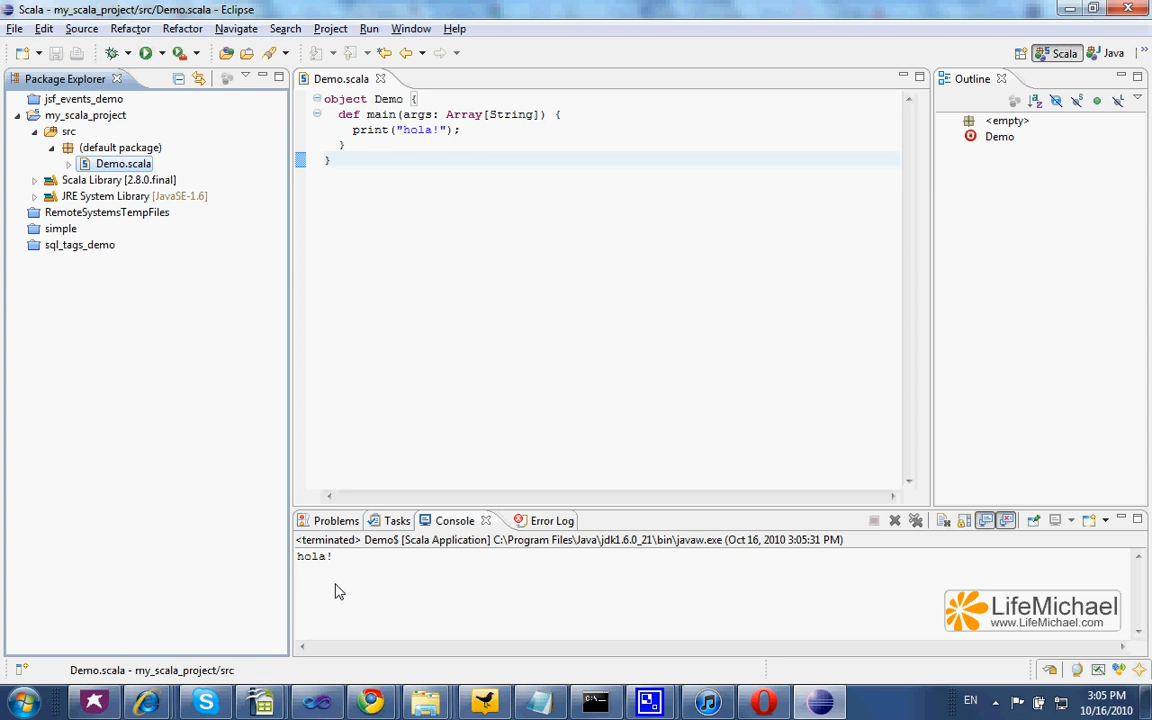 Scala - my_scala_project/src/Demo.scala - Eclipse
File Edit Source Refactor Refactor Navigate Search Project Run Window Help
Scala Java
Package Explorer
jsf_events_demo
my_scala_project
src
(default package)
Demo.scala
Scala Library [2.8.0.final]
JRE System Library [JavaSE-1.6]
RemoteSystemsTempFiles
simple
sql_tags_demo
Demo.scala
object Demo {
def main(args: Array[String]) {
print("hola!");
}
}
Outline
<empty>
Demo
Problems Tasks Console Error Log
<terminated> Demo$ [Scala Application] C:\Program Files\Java\jdk1.6.0_21\bin\javaw.exe (Oct 16, 2010 3:05:31 PM)
hola!
LifeMichael
www.LifeMichael.com
Demo.scala - my_scala_project/src
EN
3:05 PM
10/16/2010